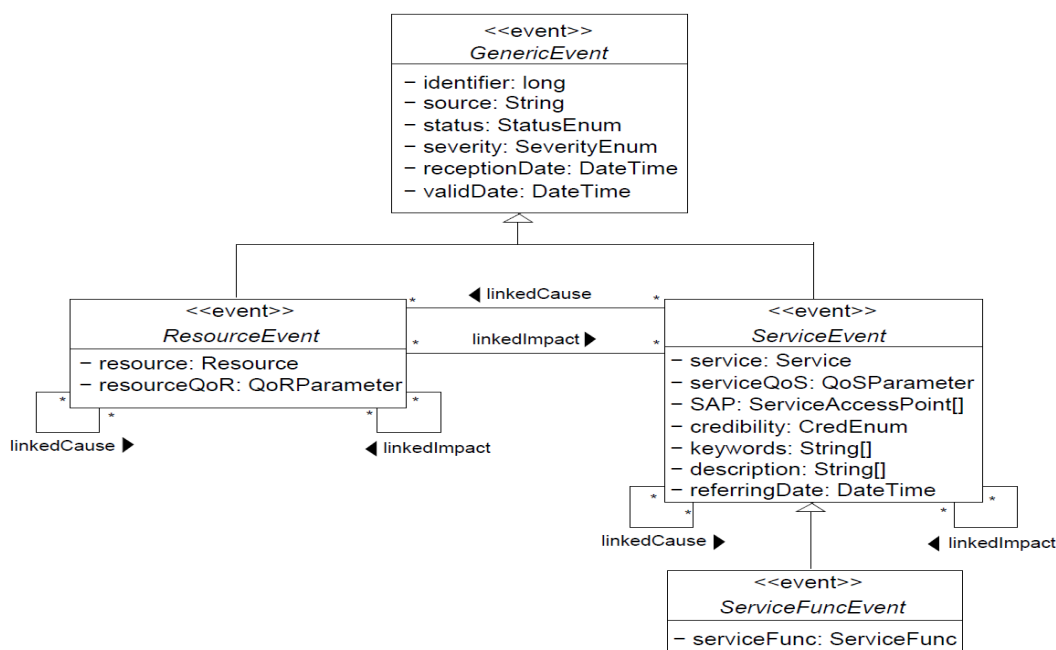 <<event>>
GenericEvent
− identifier: long
− source: String
− status: StatusEnum
− severity: SeverityEnum
− receptionDate: DateTime
− validDate: DateTime
<<event>>
ResourceEvent
− resource: Resource
− resourceQoR: QoRParameter
* ◀ linkedCause *
* linkedImpact ▶ *
<<event>>
ServiceEvent
− service: Service
− serviceQoS: QoSParameter
− SAP: ServiceAccessPoint[]
− credibility: CredEnum
− keywords: String[]
− description: String[]
− referringDate: DateTime
* *
linkedCause ▶
* *
◀ linkedImpact
* *
linkedCause ▶
* *
◀ linkedImpact
<<event>>
ServiceFuncEvent
− serviceFunc: ServiceFunc